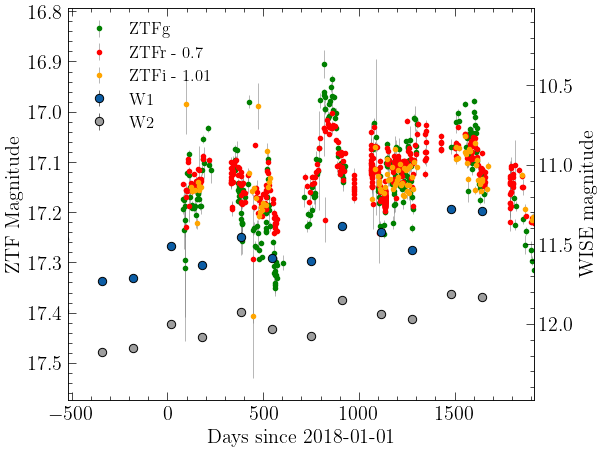 ZTFg
ZTFr - 0.7
ZTFi - 1.01
W1
W2
16.8
16.9
17.0
17.1
17.2
17.3
17.4
17.5
ZTF Magnitude
10.5
11.0
11.5
12.0
WISE magnitude
−500
0
500
1000
1500
Days since 2018-01-01